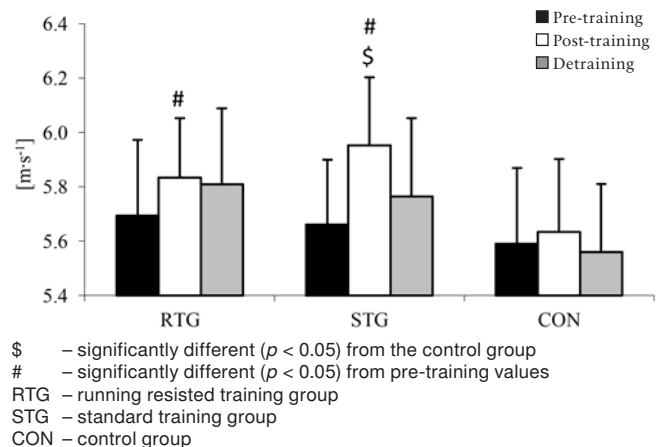 6.4
6.2
6.0
5.8
5.6
5.4
[m·s⁻¹]
#
#
$
Pre-training
Post-training
Detraining
RTG STG CON
$ – significantly different (p < 0.05) from the control group
# – significantly different (p < 0.05) from pre-training values
RTG – running resisted training group
STG – standard training group
CON – control group